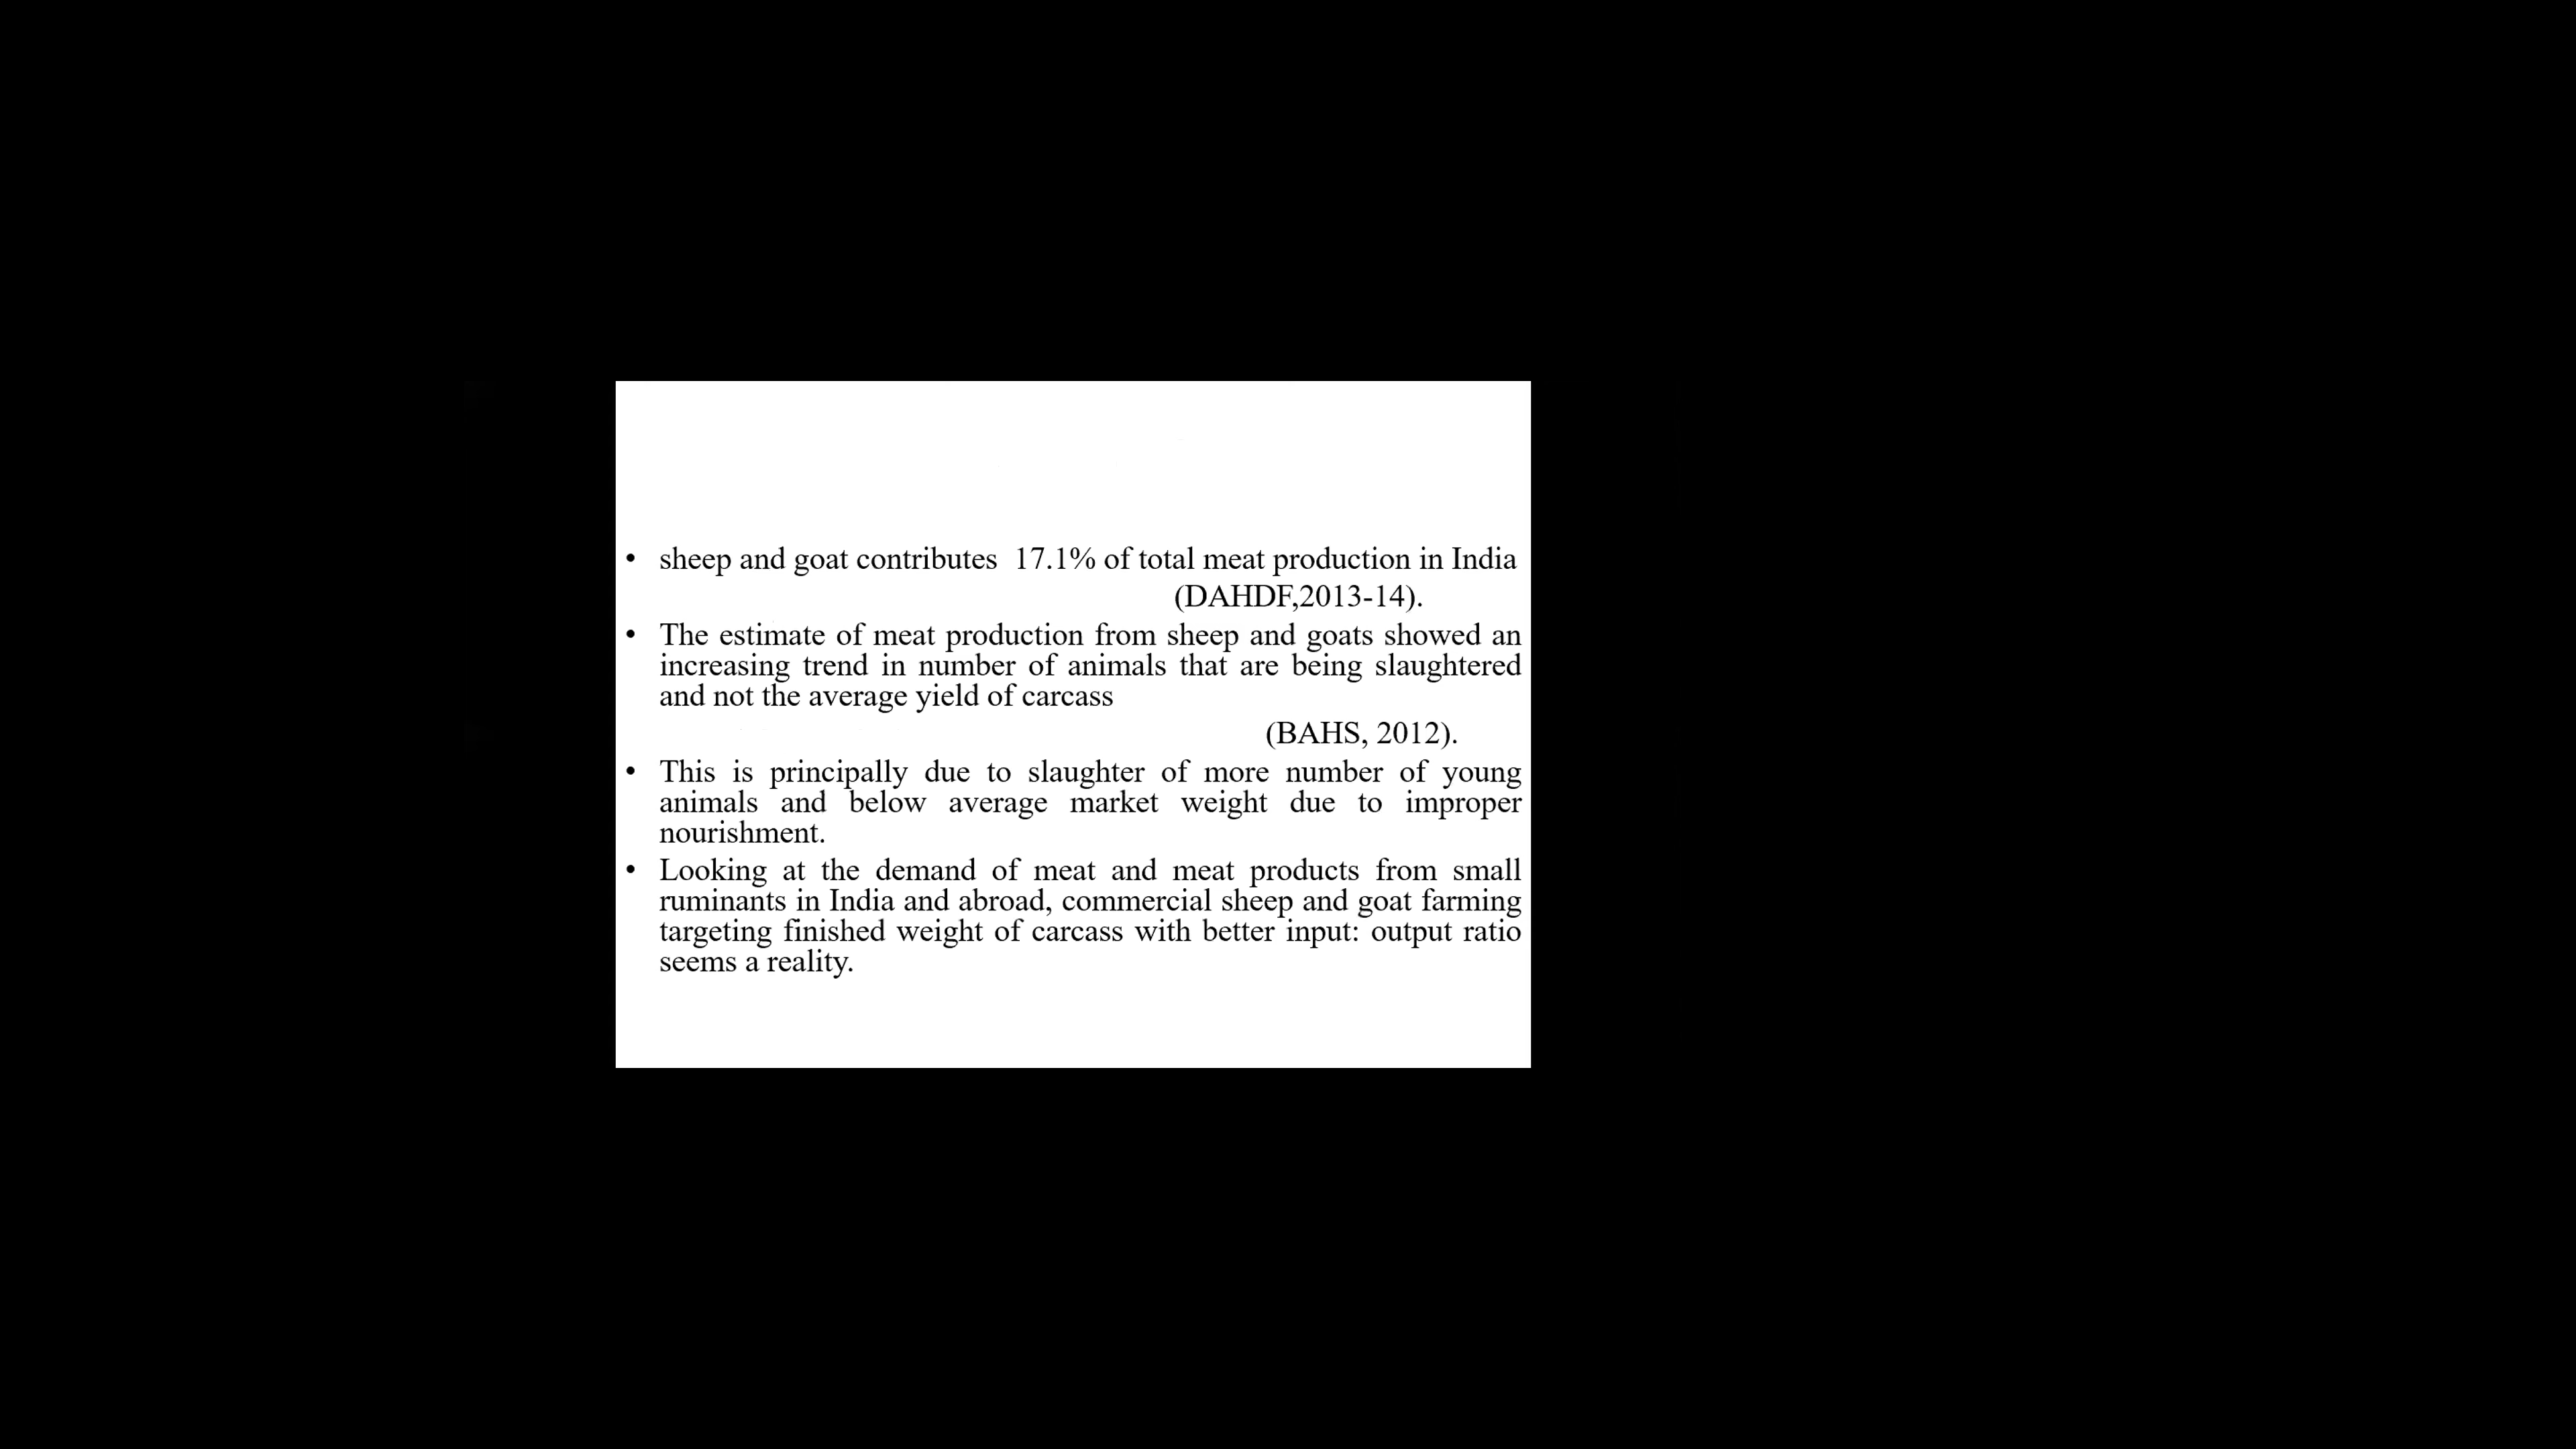 • sheep and goat contributes  17.1% of total meat production in India
(DAHDF,2013-14).
• The estimate of meat production from sheep and goats showed an
increasing trend in number of animals that are being slaughtered
and not the average yield of carcass
(BAHS, 2012).
• This is principally due to slaughter of more number of young
animals and below average market weight due to improper
nourishment.
• Looking at the demand of meat and meat products from small
ruminants in India and abroad, commercial sheep and goat farming
targeting finished weight of carcass with better input: output ratio
seems a reality.